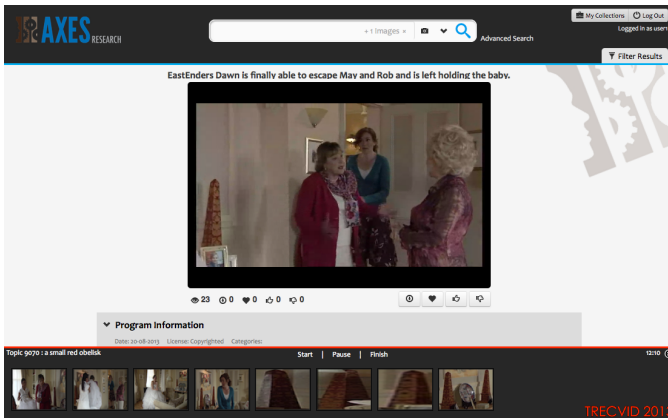 My Collections Log Out
AXES RESEARCH
+ 1 Images ×
Advanced Search
Logged in as user
Filter Results
EastEnders Dawn is finally able to escape May and Rob and is left holding the baby.
23 0 0 0 0
Program Information
Date: 20-08-2013 License: Copyrighted Categories:
Topic 9070 : a small red obelisk
Start | Pause | Finish
12:10
TRECVID 201